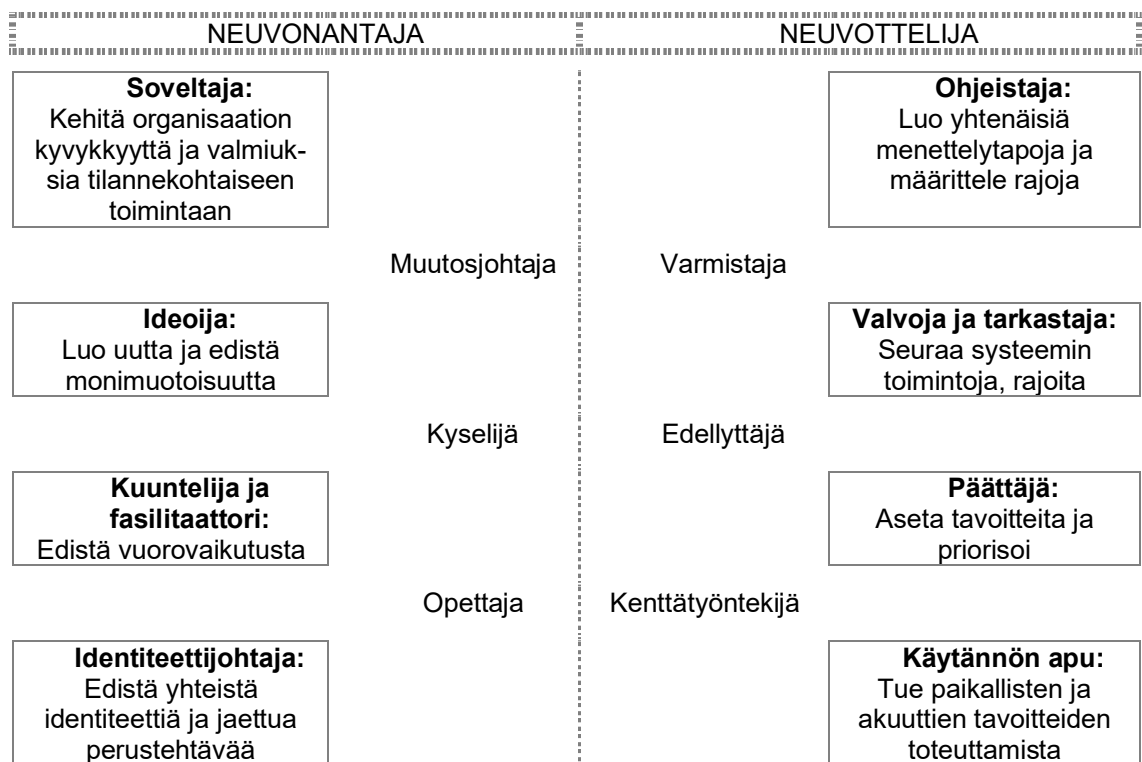 NEUVONANTAJA
NEUVOTTELIJA
Soveltaja:
Kehitä organisaation
kyvykkyyttä ja valmiuk-
sia tilannekohtaiseen
toimintaan
Ohjeistaja:
Luo yhtenäisiä
menettelytapoja ja
määrittele rajoja
Muutosjohtaja
Varmistaja
Ideoija:
Luo uutta ja edistä
monimuotoisuutta
Valvoja ja tarkastaja:
Seuraa systeemin
toimintoja, rajoita
Kyselijä
Edellyttäjä
Kuuntelija ja
fasilitaattori:
Edistä vuorovaikutusta
Päättäjä:
Aseta tavoitteita ja
priorisoi
Opettaja
Kenttätyöntekijä
Identiteettijohtaja:
Edistä yhteistä
identiteettiä ja jaettua
perustehtävää
Käytännön apu:
Tue paikallisten ja
akuuttien tavoitteiden
toteuttamista